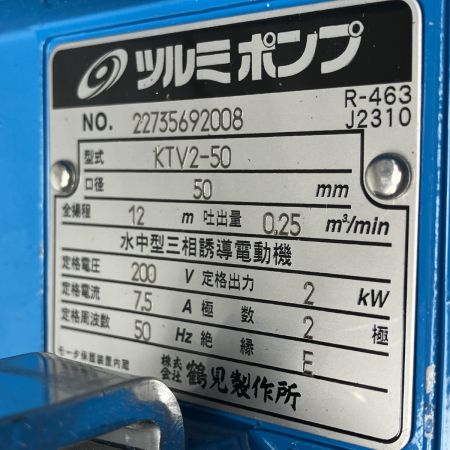 ツルミポンプ
R-463
NO. 22735692008 J2310
型式 KTV2-50
口径 50 mm
全揚程 12 m 吐出量 0.25 m³/min
水中型三相誘導電動機
定格電圧 200 V 定格出力 2 kW
定格電流 7.5 A 極数 2 極
定格周波数 50 Hz 絶縁 E
モータ保護装置内蔵 株式会社 鶴見製作所